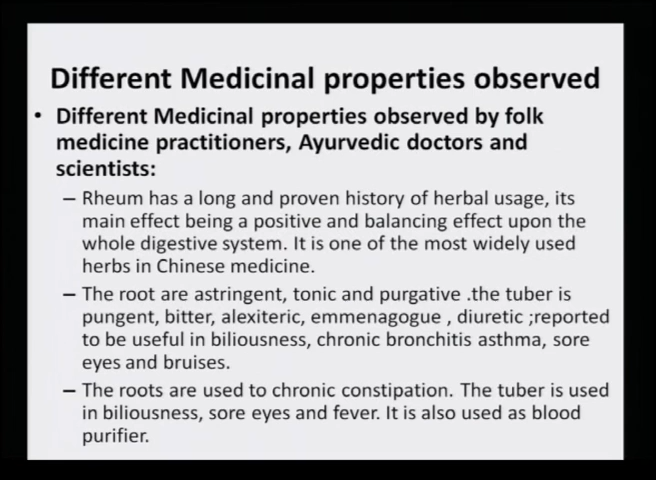 Different Medicinal properties observed
• Different Medicinal properties observed by folk
medicine practitioners, Ayurvedic doctors and
scientists:
– Rheum has a long and proven history of herbal usage, its
main effect being a positive and balancing effect upon the
whole digestive system. It is one of the most widely used
herbs in Chinese medicine.
– The root are astringent, tonic and purgative .the tuber is
pungent, bitter, alexiteric, emmenagogue , diuretic ;reported
to be useful in biliousness, chronic bronchitis asthma, sore
eyes and bruises.
– The roots are used to chronic constipation. The tuber is used
in biliousness, sore eyes and fever. It is also used as blood
purifier.